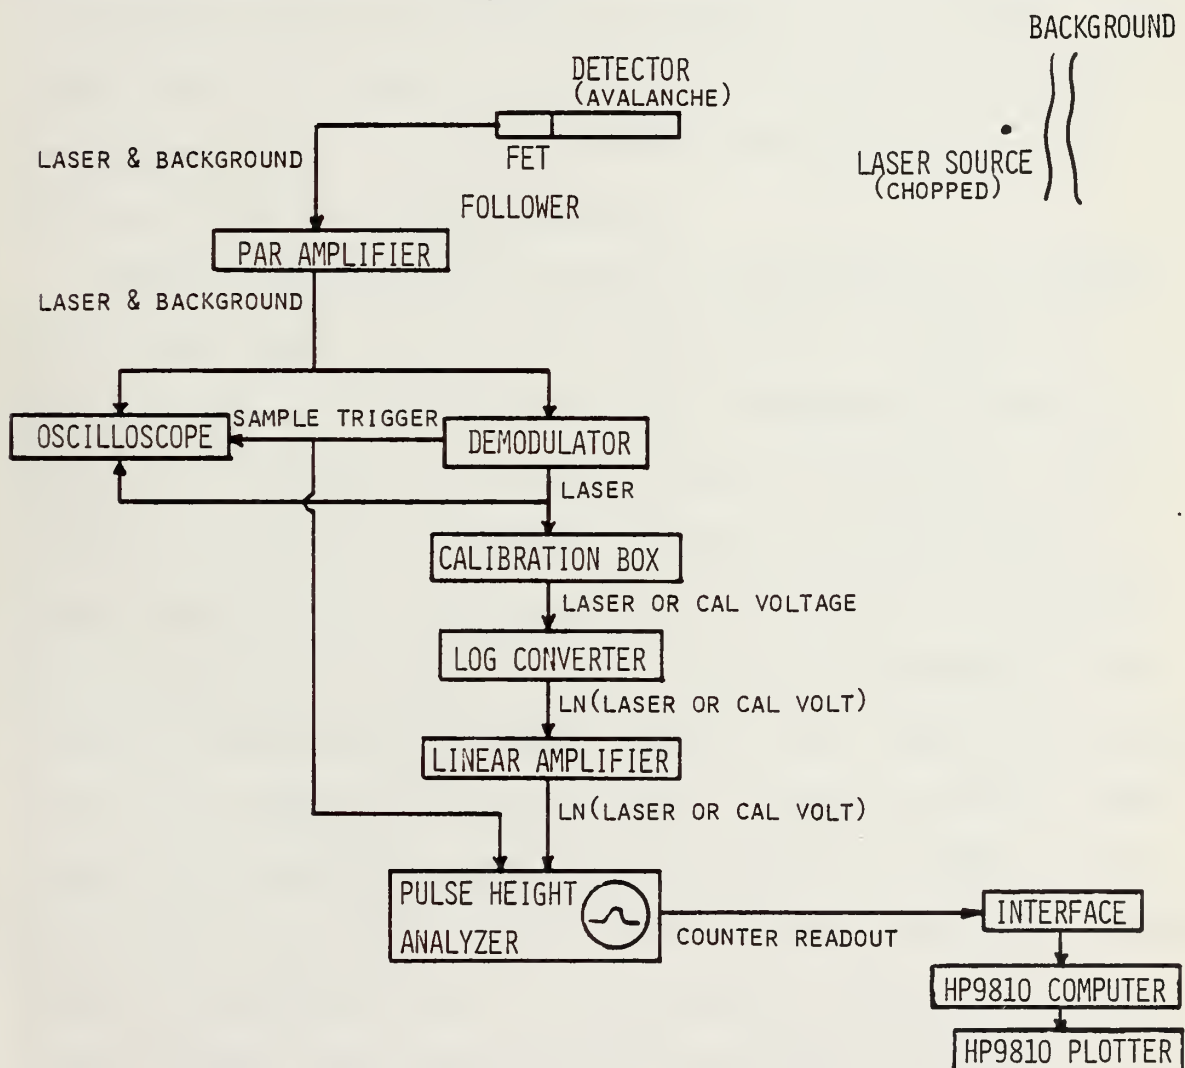 BACKGROUND
DETECTOR
(AVALANCHE)
LASER & BACKGROUND
FET
FOLLOWER
LASER SOURCE
(CHOPPED)
PAR AMPLIFIER
LASER & BACKGROUND
OSCILLOSCOPE
SAMPLE TRIGGER
DEMODULATOR
LASER
CALIBRATION BOX
LASER OR CAL VOLTAGE
LOG CONVERTER
LN(LASER OR CAL VOLT)
LINEAR AMPLIFIER
LN(LASER OR CAL VOLT)
PULSE HEIGHT
ANALYZER
COUNTER READOUT
INTERFACE
HP9810 COMPUTER
HP9810 PLOTTER